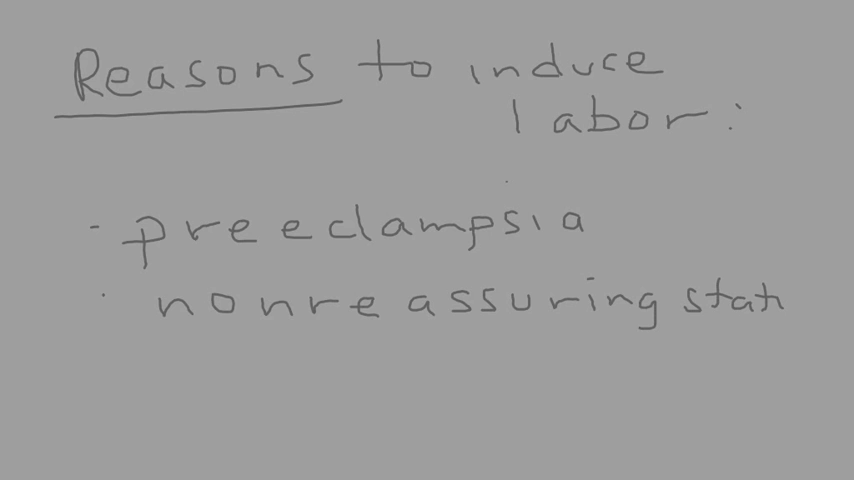 Reasons to induce
labor:
- preeclampsia
· nonreassuring stat